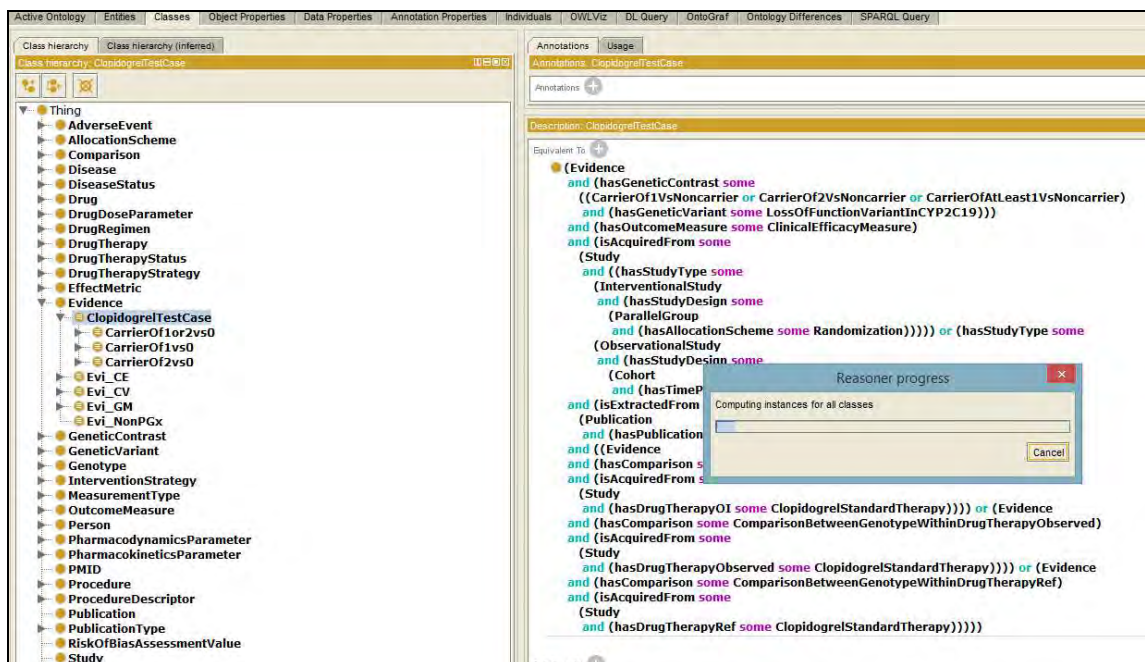 Active Ontology Entities Classes Object Properties Data Properties Annotation Properties Individuals OWLViz DL Query OntoGraf Ontology Differences SPARQL Query
Class hierarchy Class hierarchy (inferred)
Class hierarchy: ClopidogrelTestCase
Thing
AdverseEvent
AllocationScheme
Comparison
Disease
DiseaseStatus
Drug
DrugDoseParameter
DrugRegimen
DrugTherapy
DrugTherapyStatus
DrugTherapyStrategy
EffectMetric
Evidence
ClopidogrelTestCase
CarrierOf1or2vs0
CarrierOf1vs0
CarrierOf2vs0
Evi_CE
Evi_CV
Evi_GM
Evi_NonPGx
GeneticContrast
GeneticVariant
Genotype
InterventionStrategy
MeasurementType
OutcomeMeasure
Person
PharmacodynamicsParameter
PharmacokineticsParameter
PMID
Procedure
ProcedureDescriptor
Publication
PublicationType
RiskOfBiasAssessmentValue
Study
Annotations Usage
Annotations: ClopidogrelTestCase
Annotations
Description: ClopidogrelTestCase
Equivalent To
(Evidence
and (hasGeneticContrast some
((CarrierOf1VsNoncarrier or CarrierOf2VsNoncarrier or CarrierOfAtLeast1VsNoncarrier)
and (hasGeneticVariant some LossOfFunctionVariantInCYP2C19)))
and (hasOutcomeMeasure some ClinicalEfficacyMeasure)
and (isAcquiredFrom some
(Study
and ((hasStudyType some
(InterventionalStudy
and (hasStudyDesign some
(ParallelGroup
and (hasAllocationScheme some Randomization))))) or (hasStudyType some
(ObservationalStudy
and (hasStudyDesign some
(Cohort
and (hasTimeP
and (isExtractedFrom
(Publication
and (hasPublication
and ((Evidence
and (hasComparison s
and (isAcquiredFrom s
(Study
and (hasDrugTherapyOI some ClopidogrelStandardTherapy)))) or (Evidence
and (hasComparison some ComparisonBetweenGenotypeWithinDrugTherapyObserved)
and (isAcquiredFrom some
(Study
and (hasDrugTherapyObserved some ClopidogrelStandardTherapy)))) or (Evidence
and (hasComparison some ComparisonBetweenGenotypeWithinDrugTherapyRef)
and (isAcquiredFrom some
(Study
and (hasDrugTherapyRef some ClopidogrelStandardTherapy)))))
Reasoner progress
Computing instances for all classes
Cancel